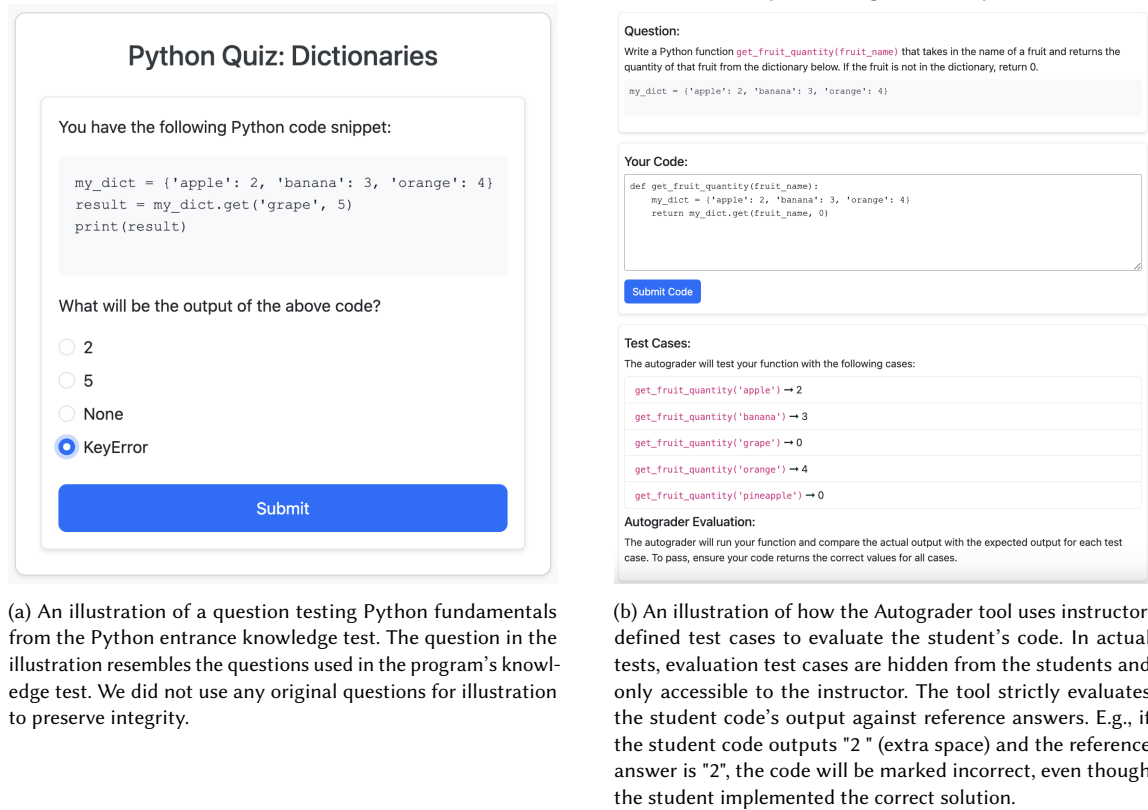 Python Quiz: Dictionaries
You have the following Python code snippet:
my_dict = {'apple': 2, 'banana': 3, 'orange': 4}
result = my_dict.get('grape', 5)
print(result)
What will be the output of the above code?
2
5
None
KeyError
Submit
(a) An illustration of a question testing Python fundamentals
from the Python entrance knowledge test. The question in the
illustration resembles the questions used in the program's knowl-
edge test. We did not use any original questions for illustration
to preserve integrity.
Question:
Write a Python function get_fruit_quantity(fruit_name) that takes in the name of a fruit and returns the
quantity of that fruit from the dictionary below. If the fruit is not in the dictionary, return 0.
my_dict = {'apple': 2, 'banana': 3, 'orange': 4}
Your Code:
def get_fruit_quantity(fruit_name):
    my_dict = {'apple': 2, 'banana': 3, 'orange': 4}
    return my_dict.get(fruit_name, 0)
Submit Code
Test Cases:
The autograder will test your function with the following cases:
get_fruit_quantity('apple') → 2
get_fruit_quantity('banana') → 3
get_fruit_quantity('grape') → 0
get_fruit_quantity('orange') → 4
get_fruit_quantity('pineapple') → 0
Autograder Evaluation:
The autograder will run your function and compare the actual output with the expected output for each test
case. To pass, ensure your code returns the correct values for all cases.
(b) An illustration of how the Autograder tool uses instructor
defined test cases to evaluate the student's code. In actual
tests, evaluation test cases are hidden from the students and
only accessible to the instructor. The tool strictly evaluates
the student code's output against reference answers. E.g., if
the student code outputs "2 " (extra space) and the reference
answer is "2", the code will be marked incorrect, even though
the student implemented the correct solution.